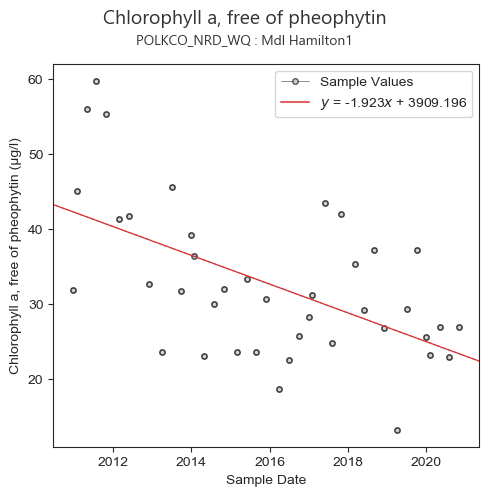 Chlorophyll a, free of pheophytin
POLKCO_NRD_WQ : Mdl Hamilton1
Sample Values
y = -1.923x + 3909.196
Chlorophyll a, free of pheophytin (µg/l)
60
50
40
30
20
2012 2014 2016 2018 2020
Sample Date